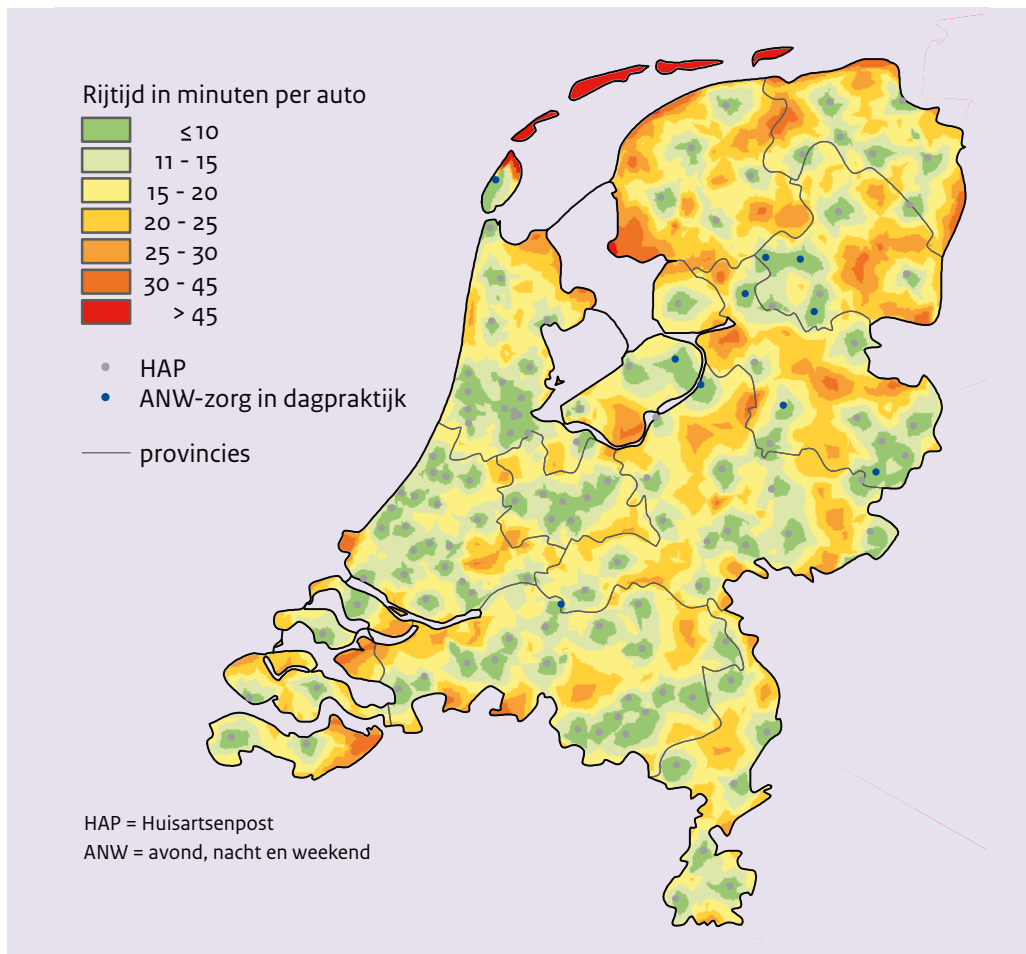 Rijtijd in minuten per auto
≤10
11 - 15
15 - 20
20 - 25
25 - 30
30 - 45
> 45
HAP
ANW-zorg in dagpraktijk
provincies
HAP = Huisartsenpost
ANW = avond, nacht en weekend